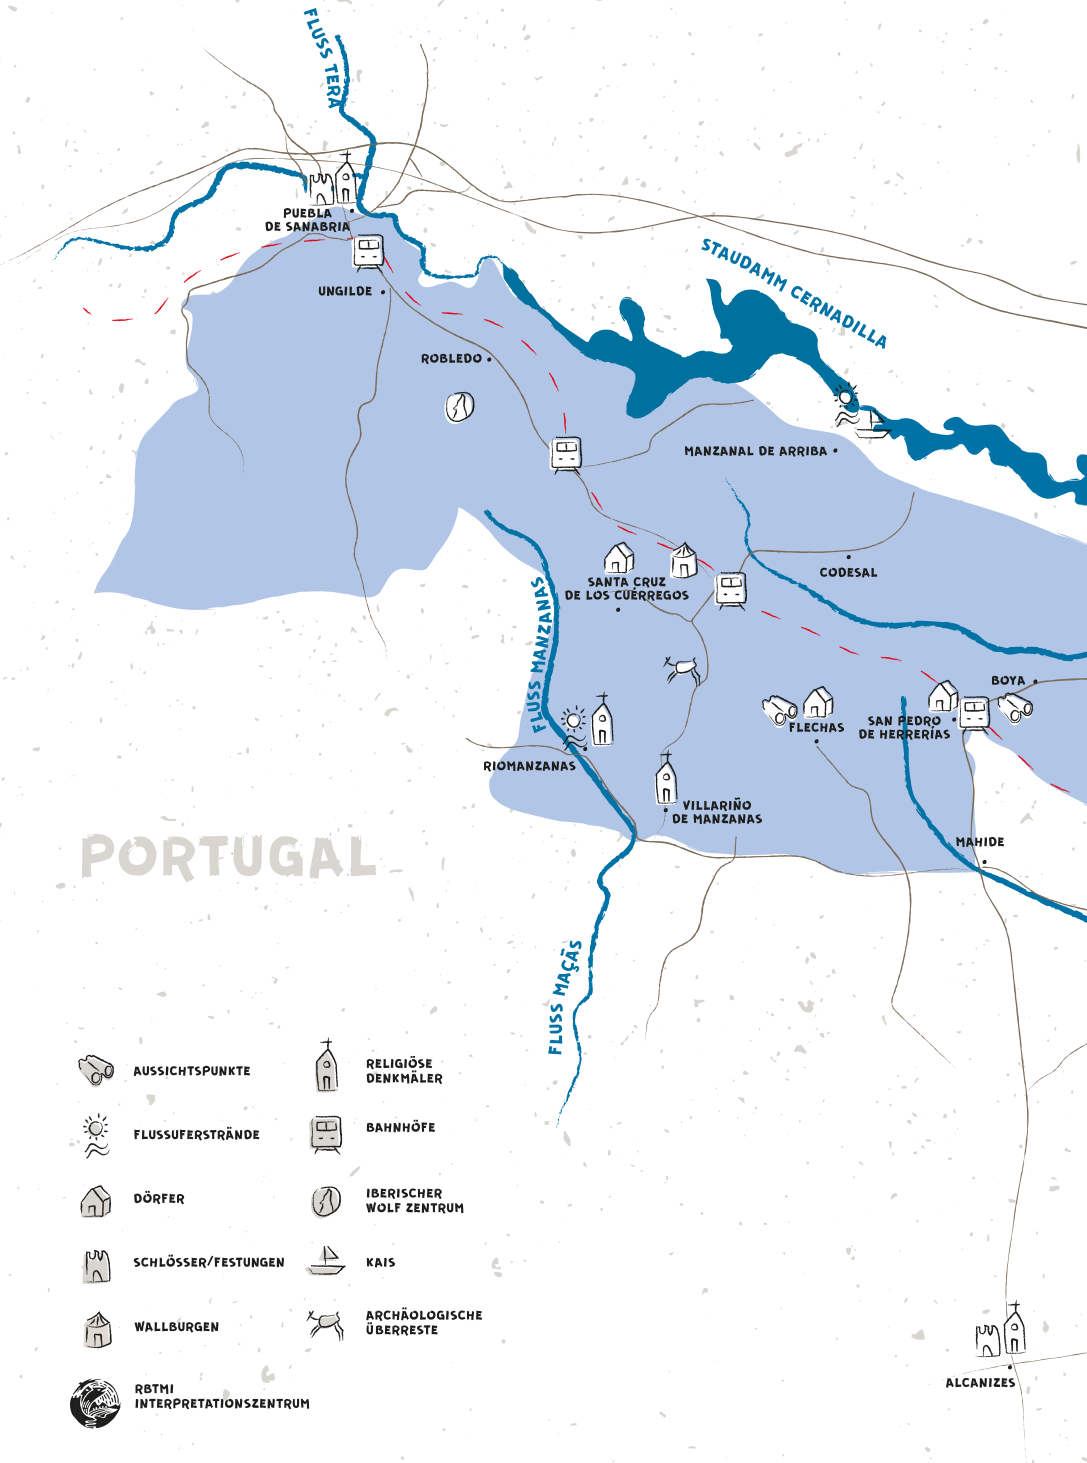 FLUSS TERA
PUEBLA
DE SANABRIA
STAUDAMM CERNADILLA
UNGILDE
ROBLEDO
MANZANAL DE ARRIBA
CODESAL
SANTA CRUZ
DE LOS CUÉRREGOS
FLUSS MANZANAS
BOYA
FLECHAS
SAN PEDRO
DE HERRERÍAS
RIOMANZANAS
VILLARIÑO
DE MANZANAS
MAHIDE
PORTUGAL
FLUSS MAÇÃS
AUSSICHTSPUNKTE
FLUSSUFERSTRÄNDE
DÖRFER
SCHLÖSSER/FESTUNGEN
WALLBURGEN
RBTMI
INTERPRETATIONSZENTRUM
RELIGIÖSE
DENKMÄLER
BAHNHÖFE
IBERISCHER
WOLF ZENTRUM
KAIS
ARCHÄOLOGISCHE
ÜBERRESTE
ALCANIZES